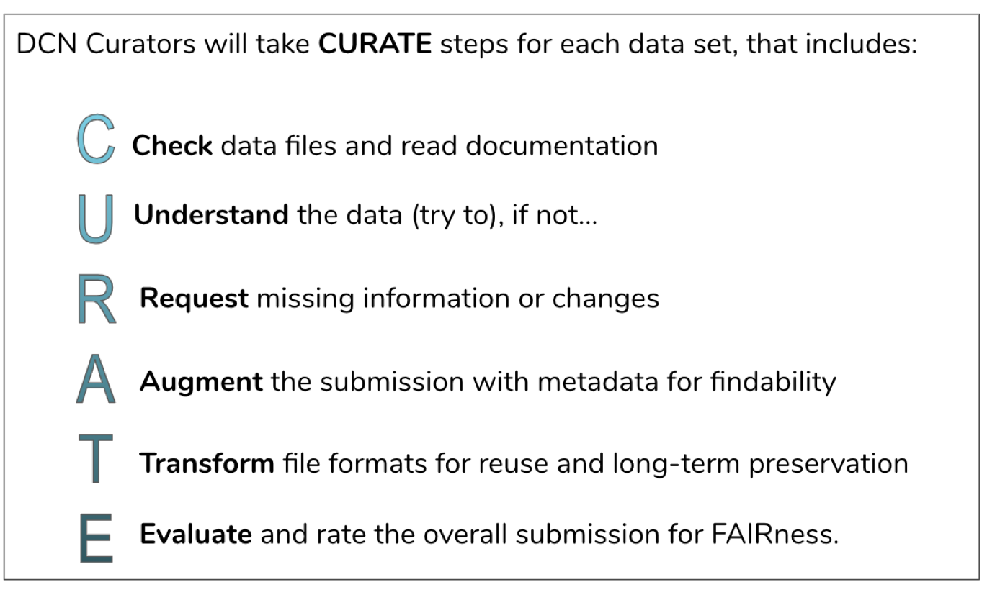 DCN Curators will take CURATE steps for each data set, that includes:
C Check data files and read documentation
U Understand the data (try to), if not...
R Request missing information or changes
A Augment the submission with metadata for findability
T Transform file formats for reuse and long-term preservation
E Evaluate and rate the overall submission for FAIRness.